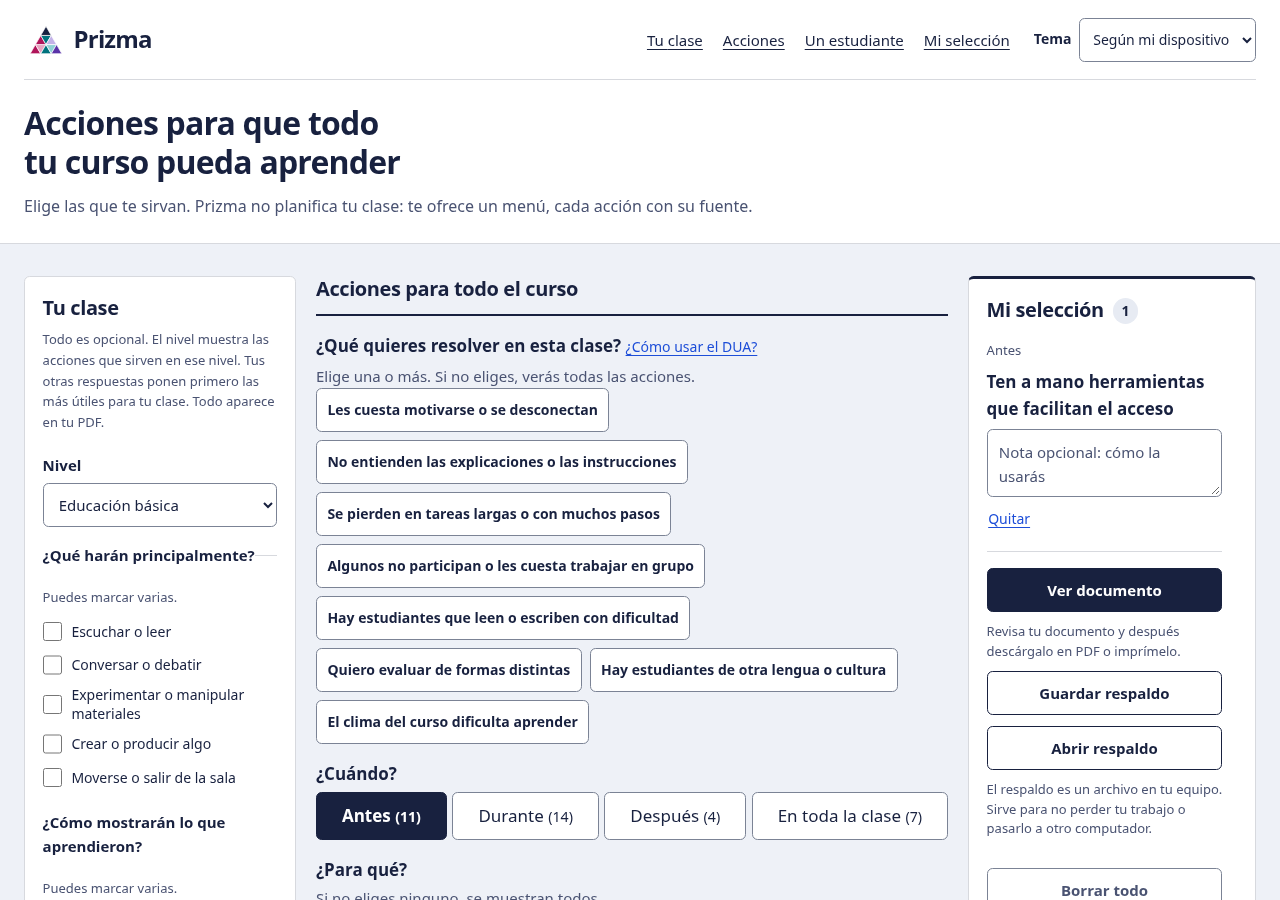 Prizma
Tu clase
Acciones
Un estudiante
Mi selección
Tema
Según mi dispositivo
Acciones para que todo
tu curso pueda aprender
Elige las que te sirvan. Prizma no planifica tu clase: te ofrece un menú, cada acción con su fuente.
Tu clase
Todo es opcional. El nivel muestra las
acciones que sirven en ese nivel. Tus
otras respuestas ponen primero las
más útiles para tu clase. Todo aparece
en tu PDF.
Nivel
Educación básica
¿Qué harán principalmente?
Puedes marcar varias.
Escuchar o leer
Conversar o debatir
Experimentar o manipular
materiales
Crear o producir algo
Moverse o salir de la sala
¿Cómo mostrarán lo que
aprendieron?
Puedes marcar varias.
Acciones para todo el curso
¿Qué quieres resolver en esta clase? ¿Cómo usar el DUA?
Elige una o más. Si no eliges, verás todas las acciones.
Les cuesta motivarse o se desconectan
No entienden las explicaciones o las instrucciones
Se pierden en tareas largas o con muchos pasos
Algunos no participan o les cuesta trabajar en grupo
Hay estudiantes que leen o escriben con dificultad
Quiero evaluar de formas distintas
Hay estudiantes de otra lengua o cultura
El clima del curso dificulta aprender
¿Cuándo?
Antes (11)
Durante (14)
Después (4)
En toda la clase (7)
¿Para qué?
Si no eliges ninguno, se muestran todos.
Mi selección 1
Antes
Ten a mano herramientas
que facilitan el acceso
Nota opcional: cómo la
usarás
Quitar
Ver documento
Revisa tu documento y después
descárgalo en PDF o imprímelo.
Guardar respaldo
Abrir respaldo
El respaldo es un archivo en tu equipo.
Sirve para no perder tu trabajo o
pasarlo a otro computador.
Borrar todo